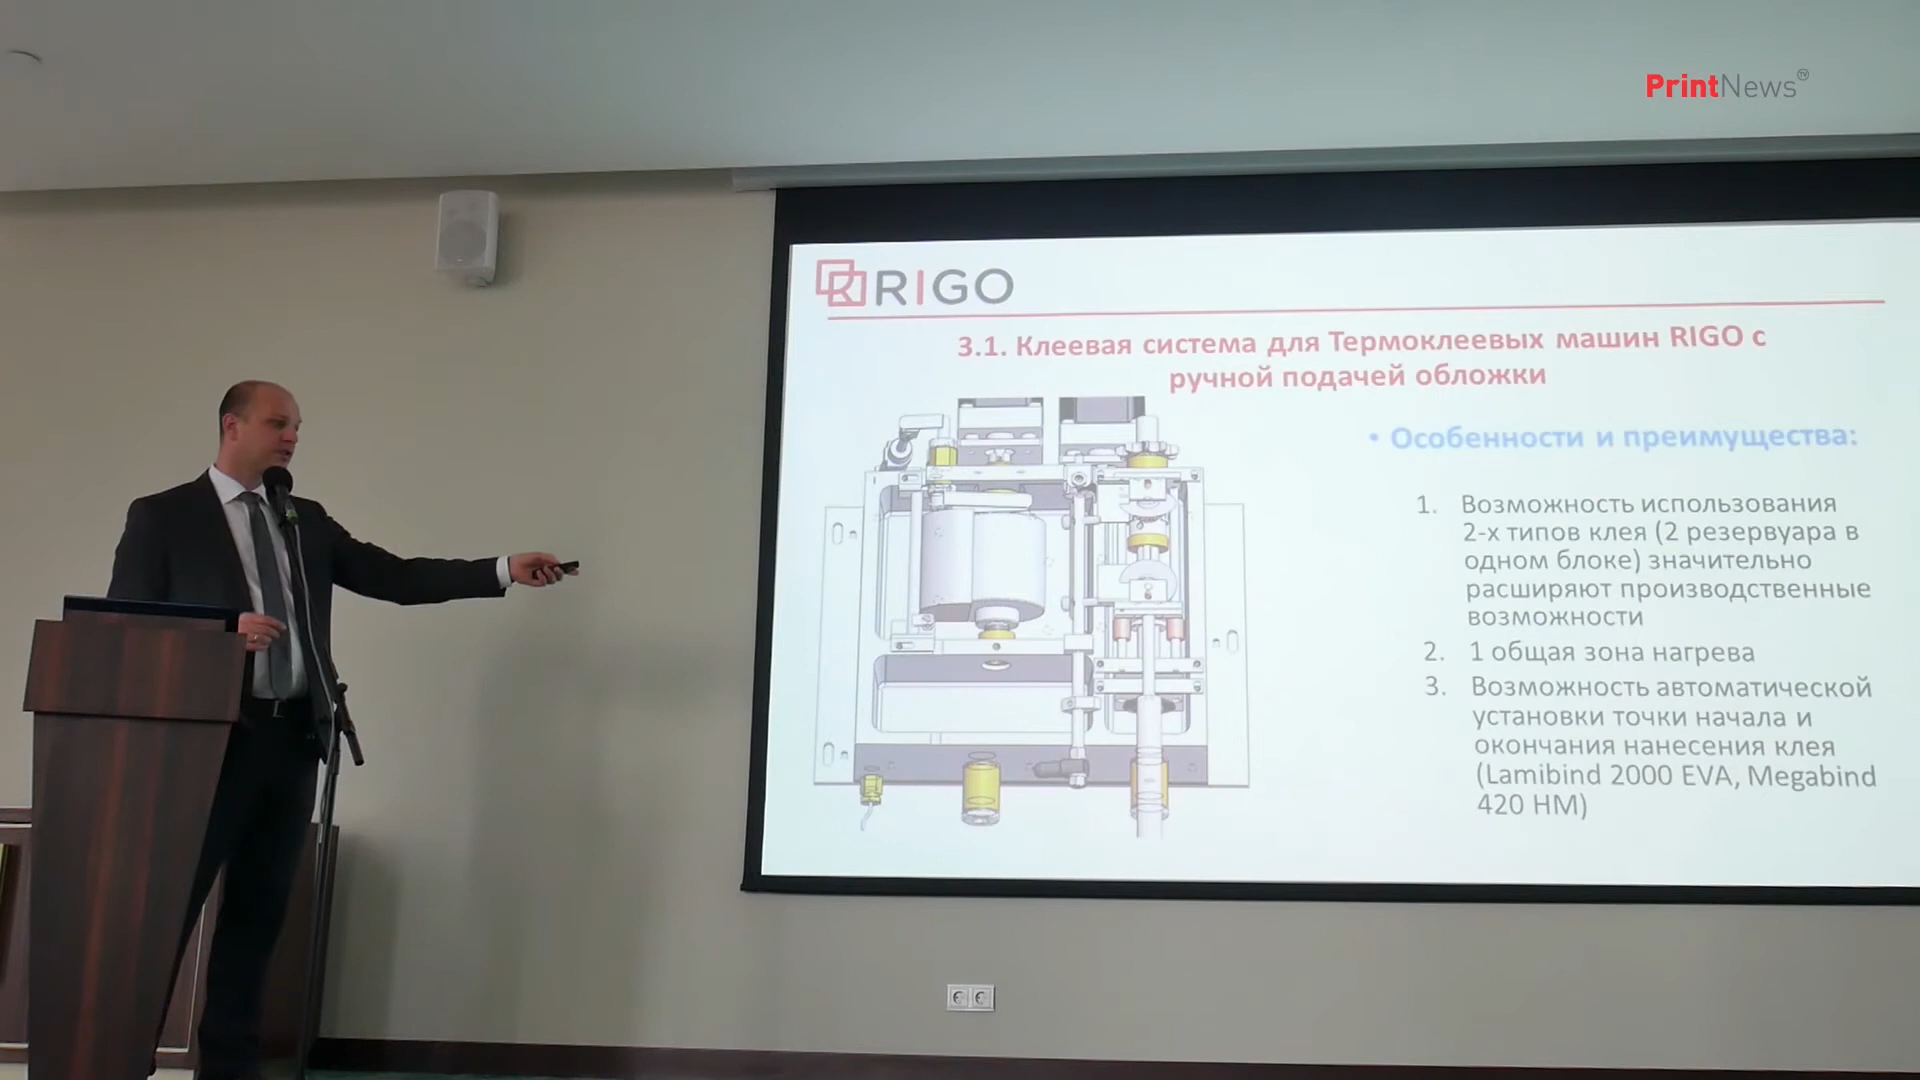 PrintNews TV
RIGO
3.1. Клеевая система для Термоклеевых машин RIGO с
ручной подачей обложки
• Особенности и преимущества:
1. Возможность использования
2-х типов клея (2 резервуара в
одном блоке) значительно
расширяют производственные
возможности
2. 1 общая зона нагрева
3. Возможность автоматической
установки точки начала и
окончания нанесения клея
(Lamibind 2000 EVA, Megabind
420 HM)